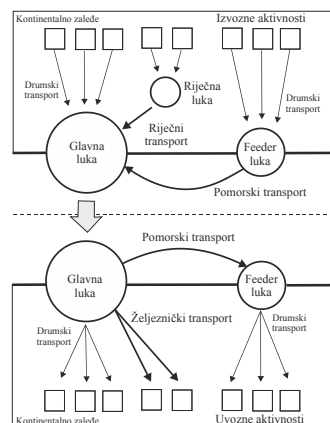 Kontinentalno zaleđe
Izvozne aktivnosti
Drumski
transport
Riječna
luka
Drumski
transport
Glavna
luka
Riječni
transport
Feeder
luka
Pomorski transport
Pomorski transport
Glavna
luka
Feeder
luka
Željeznički transport
Drumski
transport
Drumski
transport
Kontinentalno zaleđe
Uvozne aktivnosti